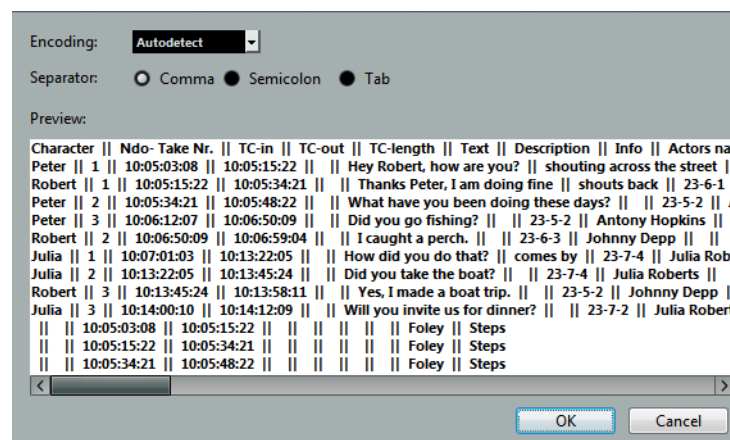 Encoding: Autodetect
Separator: Comma Semicolon Tab
Preview:
Character || Ndo- Take Nr. || TC-in || TC-out || TC-length || Text || Description || Info || Actors na
Peter || 1 || 10:05:03:08 || 10:05:15:22 || || Hey Robert, how are you? || shouting across the street |
Robert || 1 || 10:05:15:22 || 10:05:34:21 || || Thanks Peter, I am doing fine || shouts back || 23-6-1
Peter || 2 || 10:05:34:21 || 10:05:48:22 || || What have you been doing these days? || || 23-5-2 ||
Peter || 3 || 10:06:12:07 || 10:06:50:09 || || Did you go fishing? || || 23-5-2 || Antony Hopkins ||
Robert || 2 || 10:06:50:09 || 10:06:59:04 || || I caught a perch. || || 23-6-3 || Johnny Depp || ||
Julia || 1 || 10:07:01:03 || 10:13:22:05 || || How did you do that? || comes by || 23-7-4 || Julia Rob
Julia || 2 || 10:13:22:05 || 10:13:45:24 || || Did you take the boat? || || 23-7-4 || Julia Roberts ||
Robert || 3 || 10:13:45:24 || 10:13:58:11 || || Yes, I made a boat trip. || || 23-5-2 || Johnny Depp |
Julia || 3 || 10:14:00:10 || 10:14:12:09 || || Will you invite us for dinner? || || 23-7-2 || Julia Rober
|| || 10:05:03:08 || 10:05:15:22 || || || || || || Foley || Steps
|| || 10:05:15:22 || 10:05:34:21 || || || || || || Foley || Steps
|| || 10:05:34:21 || 10:05:48:22 || || || || || || Foley || Steps
OK Cancel